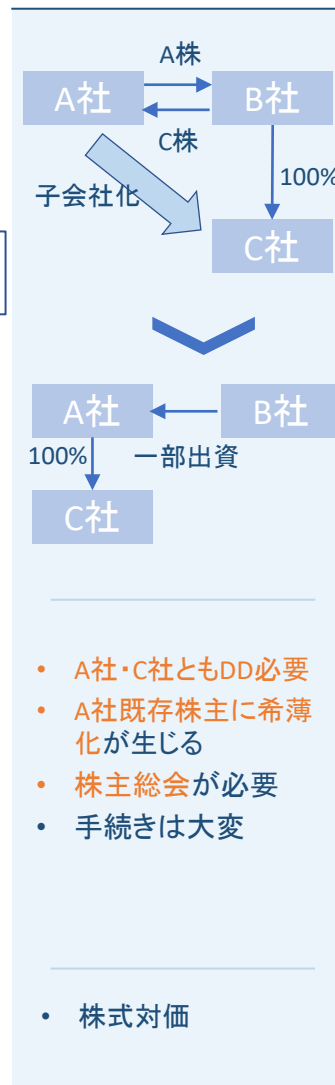 A株
A社
B社
C株
子会社化
100%
C社
A社
B社
100%
一部出資
C社
• A社・C社ともDD必要
• A社既存株主に希薄
化が生じる
• 株主総会が必要
• 手続きは大変
• 株式対価